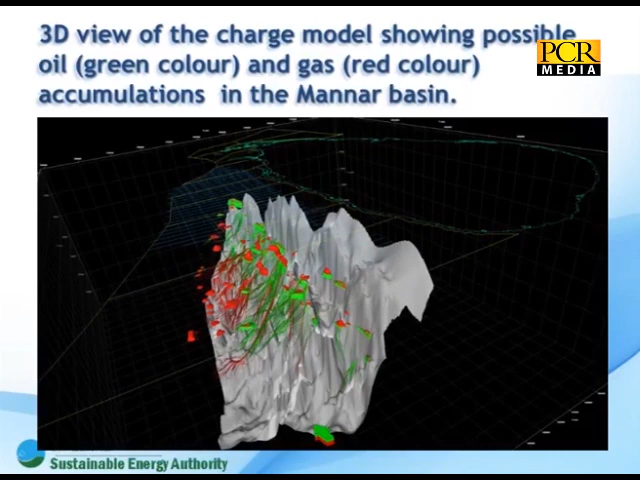 3D view of the charge model showing possible
oil (green colour) and gas (red colour)
accumulations in the Mannar basin.
PCR
MEDIA
Sustainable Energy Authority